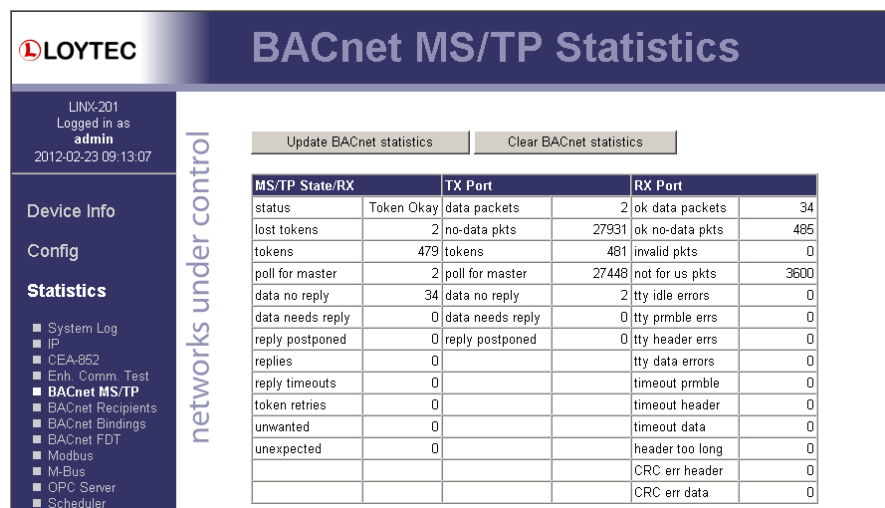 LOYTEC
BACnet MS/TP Statistics
LINX-201
Logged in as
admin
2012-02-23 09:13:07
Device Info
Config
Statistics
System Log
IP
CEA-852
Enh. Comm. Test
BACnet MS/TP
BACnet Recipients
BACnet Bindings
BACnet FDT
Modbus
M-Bus
OPC Server
Scheduler
networks under control
Update BACnet statistics Clear BACnet statistics
MS/TP State/RX TX Port RX Port
status Token Okay data packets 2 ok data packets 34
lost tokens 2 no-data pkts 27931 ok no-data pkts 485
tokens 479 tokens 481 invalid pkts 0
poll for master 2 poll for master 27448 not for us pkts 3600
data no reply 34 data no reply 2 tty idle errors 0
data needs reply 0 data needs reply 0 tty prmble errs 0
reply postponed 0 reply postponed 0 tty header errs 0
replies 0 tty data errors 0
reply timeouts 0 timeout prmble 0
token retries 0 timeout header 0
unwanted 0 timeout data 0
unexpected 0 header too long 0
CRC err header 0
CRC err data 0